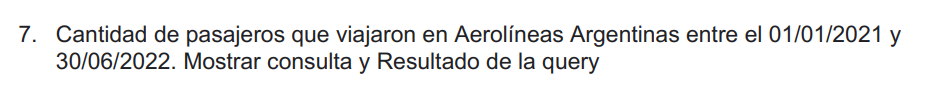 7. Cantidad de pasajeros que viajaron en Aerolíneas Argentinas entre el 01/01/2021 y
30/06/2022. Mostrar consulta y Resultado de la query